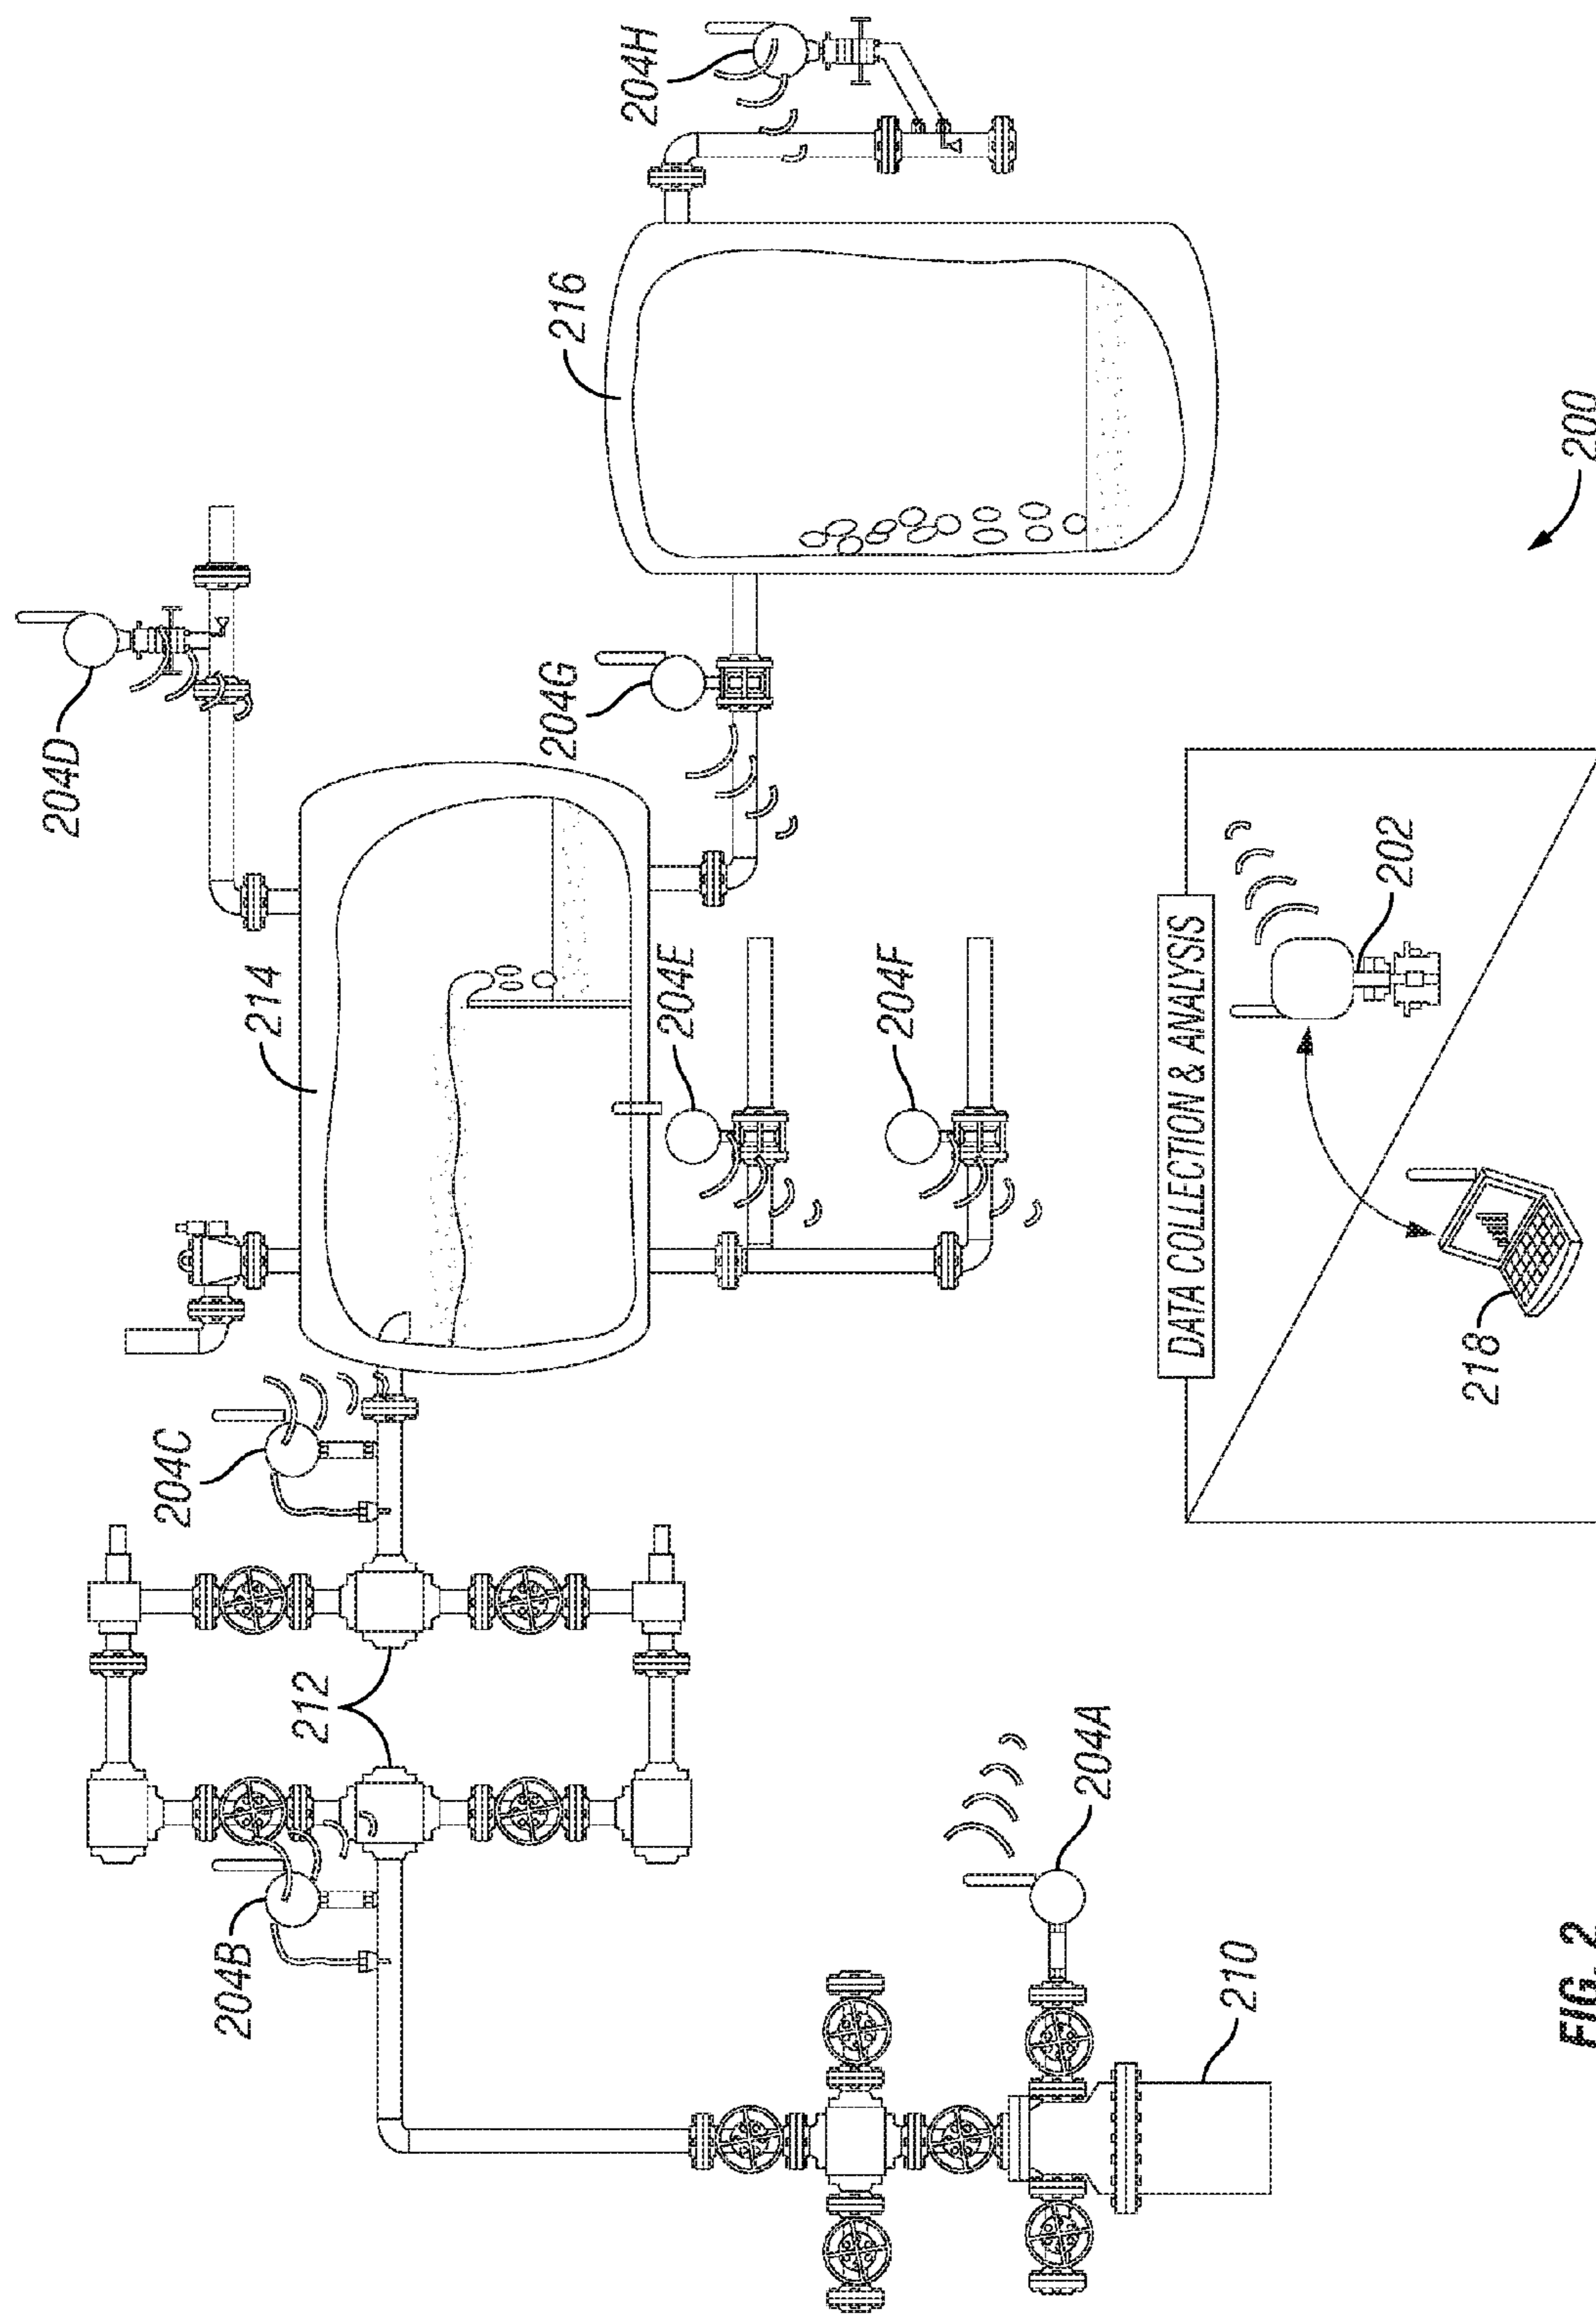 204D
204H
204B
204C
214
216
212
204G
204E
204F
204A
210
DATA COLLECTION & ANALYSIS
202
218
200
FIG. 2